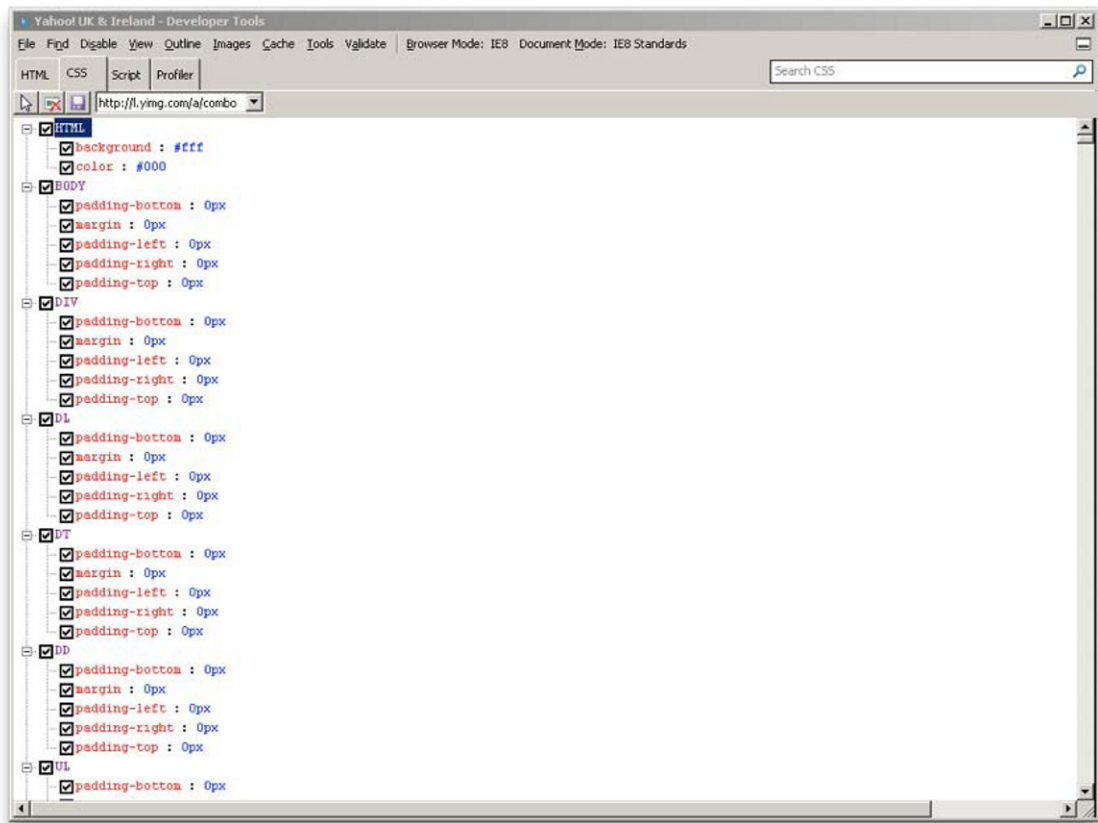 Yahoo! UK & Ireland - Developer Tools
File Find Disable View Outline Images Cache Tools Validate Browser Mode: IE8 Document Mode: IE8 Standards
HTML CSS Script Profiler Search CSS
http://l.yimg.com/a/combo
HTML
background : #fff
color : #000
BODY
padding-bottom : 0px
margin : 0px
padding-left : 0px
padding-right : 0px
padding-top : 0px
DIV
padding-bottom : 0px
margin : 0px
padding-left : 0px
padding-right : 0px
padding-top : 0px
DL
padding-bottom : 0px
margin : 0px
padding-left : 0px
padding-right : 0px
padding-top : 0px
DT
padding-bottom : 0px
margin : 0px
padding-left : 0px
padding-right : 0px
padding-top : 0px
DD
padding-bottom : 0px
margin : 0px
padding-left : 0px
padding-right : 0px
padding-top : 0px
UL
padding-bottom : 0px